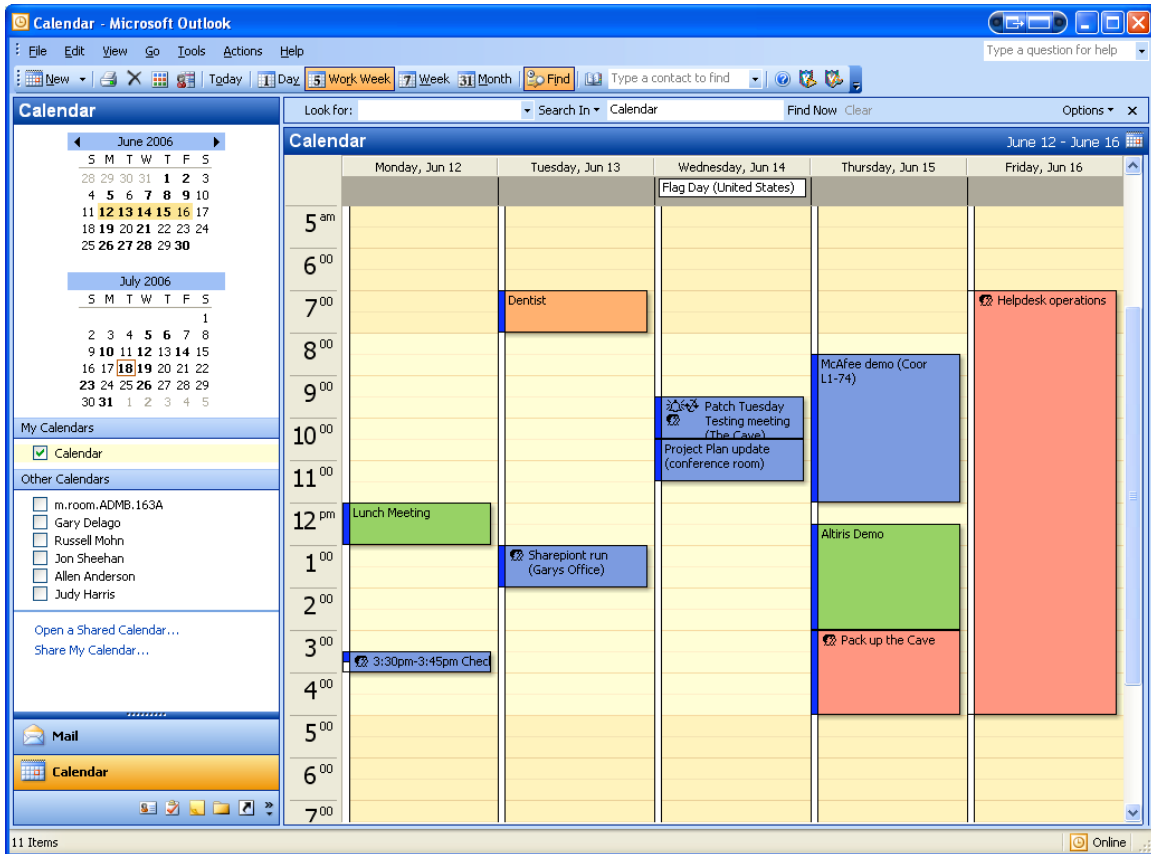 Calendar - Microsoft Outlook
File Edit View Go Tools Actions Help
Type a question for help
New Today 1 Day 5 Work Week 7 Week 31 Month Find Type a contact to find
Calendar
Look for: Search In Calendar Find Now Clear Options
June 2006
S M T W T F S
28 29 30 31 1 2 3
4 5 6 7 8 9 10
11 12 13 14 15 16 17
18 19 20 21 22 23 24
25 26 27 28 29 30
July 2006
S M T W T F S
1
2 3 4 5 6 7 8
9 10 11 12 13 14 15
16 17 18 19 20 21 22
23 24 25 26 27 28 29
30 31 1 2 3 4 5
My Calendars
Calendar
Other Calendars
m.room.ADMB.163A
Gary Delago
Russell Mohn
Jon Sheehan
Allen Anderson
Judy Harris
Open a Shared Calendar...
Share My Calendar...
Mail
Calendar
Calendar June 12 - June 16
Monday, Jun 12 Tuesday, Jun 13 Wednesday, Jun 14 Thursday, Jun 15 Friday, Jun 16
Flag Day (United States)
5 am
6 00
7 00
Dentist
Helpdesk operations
8 00
McAfee demo (Coor
L1-74)
9 00
Patch Tuesday
Testing meeting
(The Cave)
10 00
Project Plan update
(conference room)
11 00
12 pm
Lunch Meeting
Altiris Demo
1 00
Sharepiont run
(Garys Office)
2 00
3 00
Pack up the Cave
3:30pm-3:45pm Chec
4 00
5 00
6 00
7 00
11 Items
Online